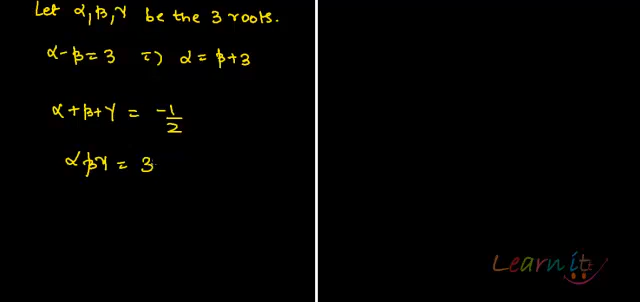 Let α, β, γ be the 3 roots.
α - β = 3 ⇒ α = β + 3
α + β + γ = -1/2
αβγ = 3
Learnit